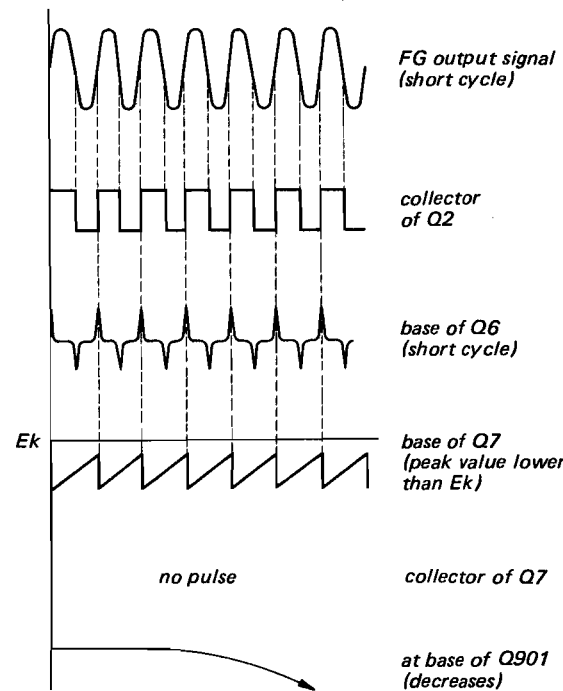 FG output signal
(short cycle)
collector
of Q2
base of Q6
(short cycle)
Ek
base of Q7
(peak value lower
than Ek)
no pulse
collector of Q7
at base of Q901
(decreases)